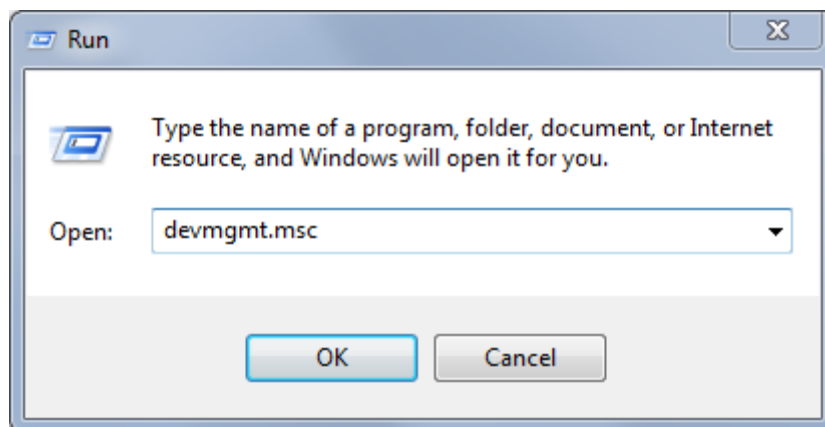 Run
Type the name of a program, folder, document, or Internet
resource, and Windows will open it for you.
Open: devmgmt.msc
OK Cancel